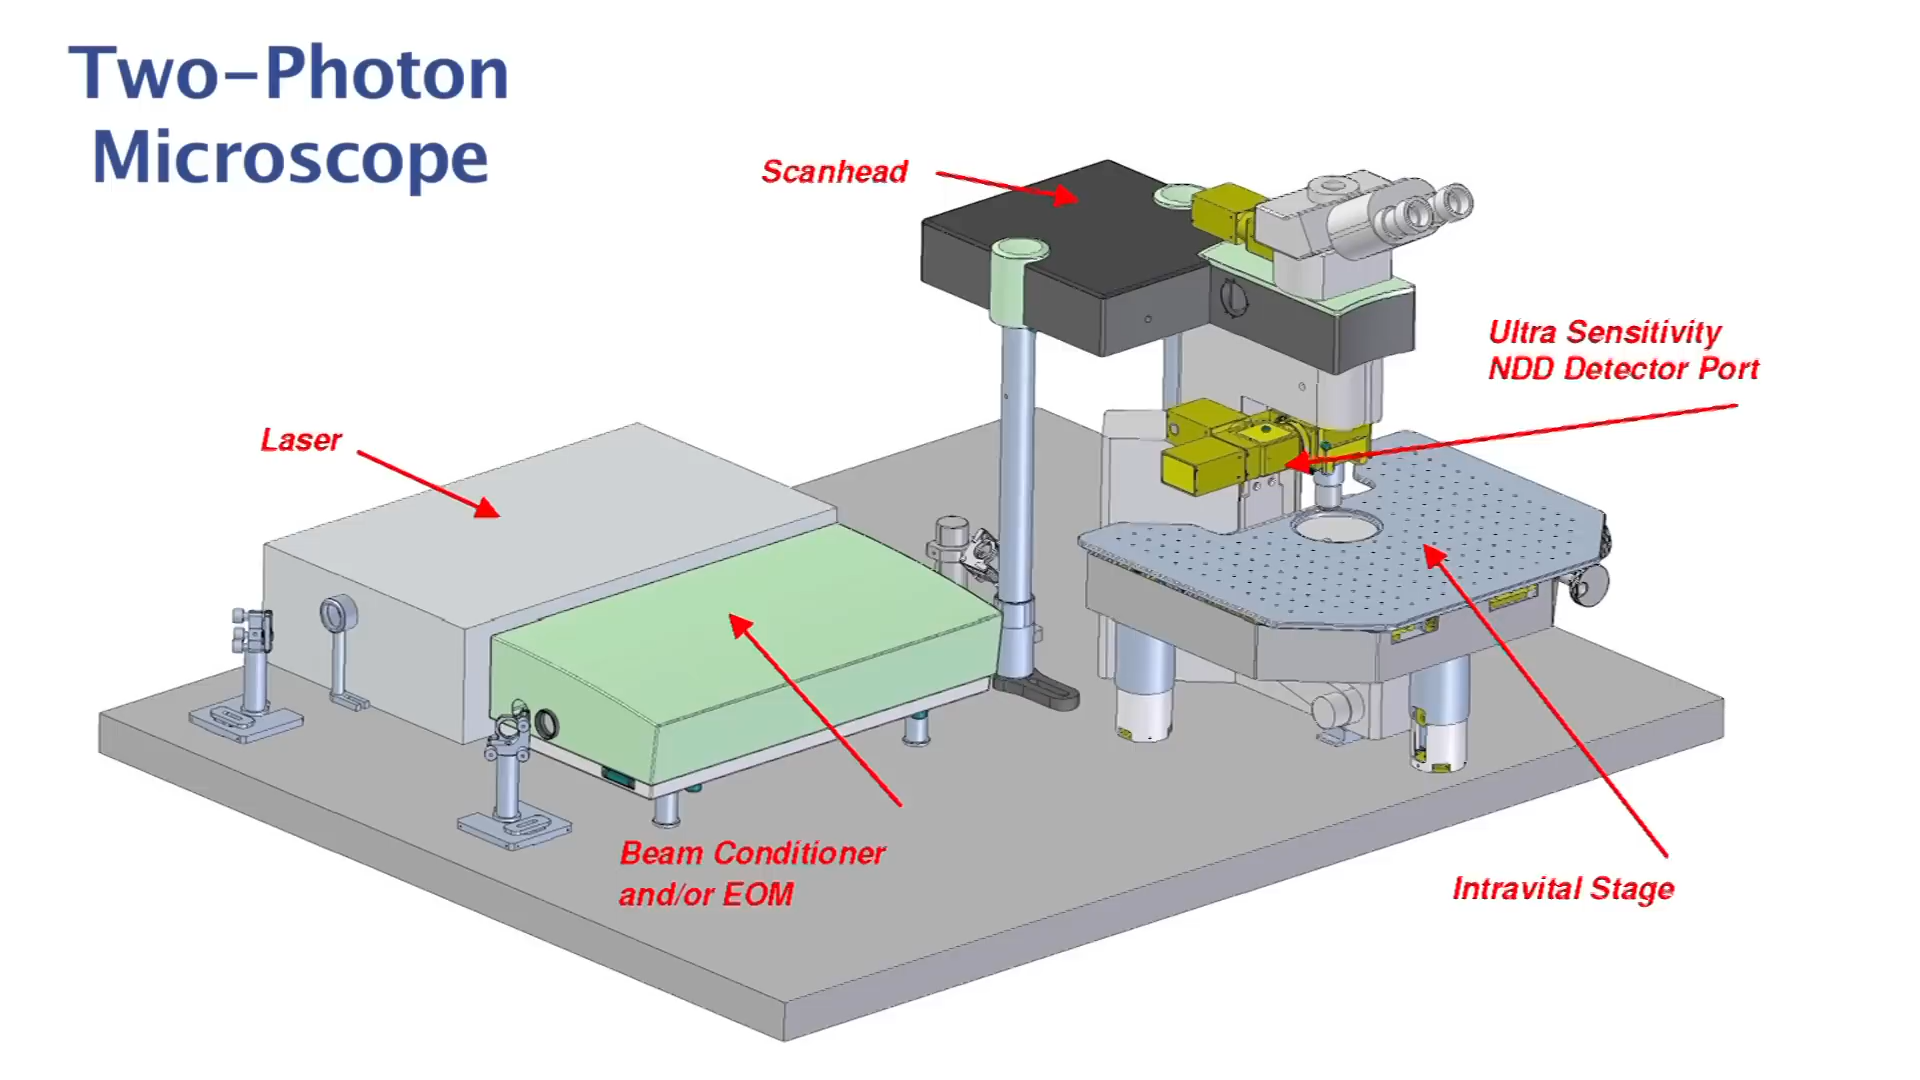 Two-Photon
Microscope
Scanhead
Ultra Sensitivity
NDD Detector Port
Laser
Beam Conditioner
and/or EOM
Intravital Stage